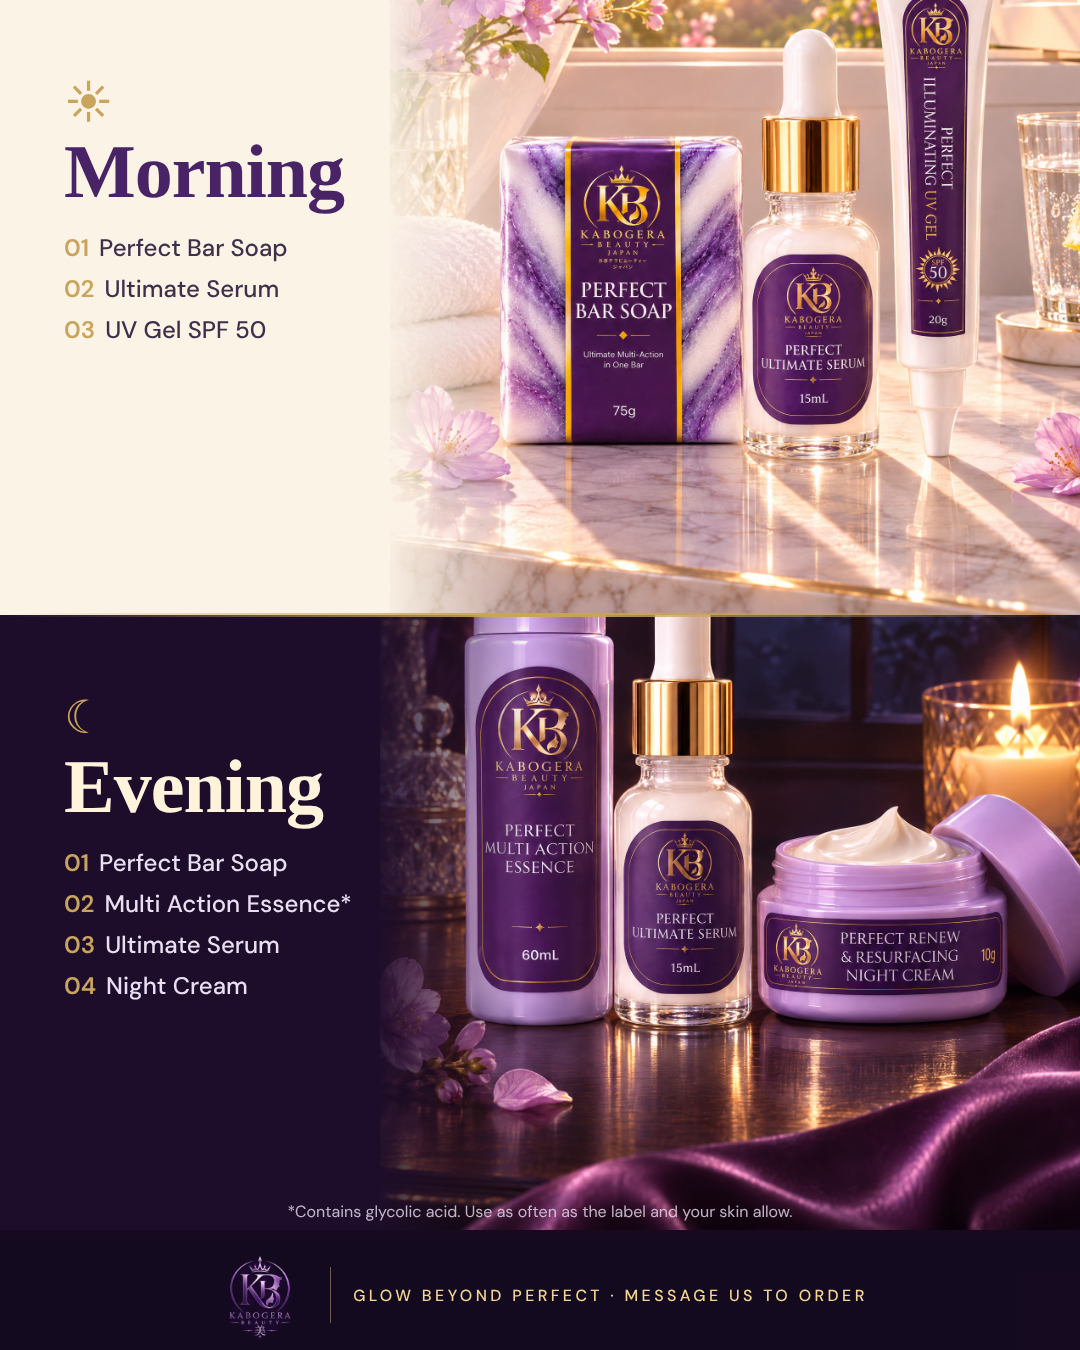 Morning
01 Perfect Bar Soap
02 Ultimate Serum
03 UV Gel SPF 50
KB
KABOGERA
BEAUTY
JAPAN
PERFECT
BAR SOAP
Ultimate Multi-Action
in One Bar
75g
KB
KABOGERA
BEAUTY
JAPAN
PERFECT
ULTIMATE SERUM
15mL
KB
KABOGERA
BEAUTY
JAPAN
PERFECT
ILLUMINATING UV GEL
SPF
50
20g
Evening
01 Perfect Bar Soap
02 Multi Action Essence*
03 Ultimate Serum
04 Night Cream
KB
KABOGERA
BEAUTY
JAPAN
PERFECT
MULTI ACTION
ESSENCE
60mL
KB
KABOGERA
BEAUTY
JAPAN
PERFECT
ULTIMATE SERUM
15mL
KB
KABOGERA
BEAUTY
JAPAN
PERFECT RENEW
& RESURFACING
NIGHT CREAM
10g
*Contains glycolic acid. Use as often as the label and your skin allow.
KB
KABOGERA
BEAUTY
美
GLOW BEYOND PERFECT · MESSAGE US TO ORDER